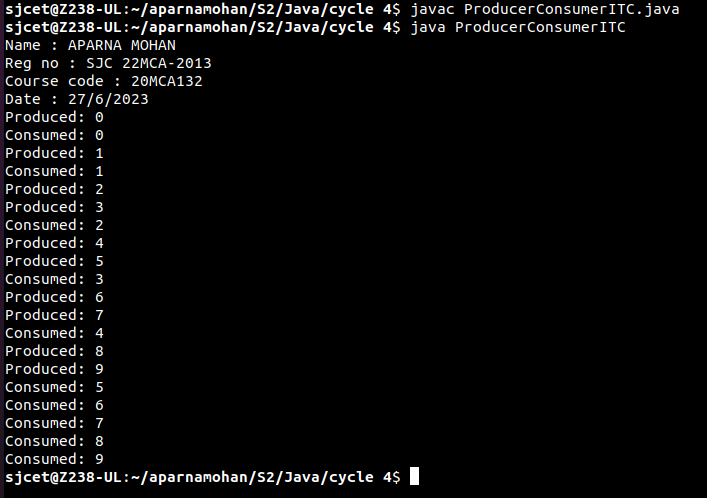 sjcet@Z238-UL:~/aparnamohan/S2/Java/cycle 4$ javac ProducerConsumerITC.java
sjcet@Z238-UL:~/aparnamohan/S2/Java/cycle 4$ java ProducerConsumerITC
Name : APARNA MOHAN
Reg no : SJC 22MCA-2013
Course code : 20MCA132
Date : 27/6/2023
Produced: 0
Consumed: 0
Produced: 1
Consumed: 1
Produced: 2
Produced: 3
Consumed: 2
Produced: 4
Produced: 5
Consumed: 3
Produced: 6
Produced: 7
Consumed: 4
Produced: 8
Produced: 9
Consumed: 5
Consumed: 6
Consumed: 7
Consumed: 8
Consumed: 9
sjcet@Z238-UL:~/aparnamohan/S2/Java/cycle 4$